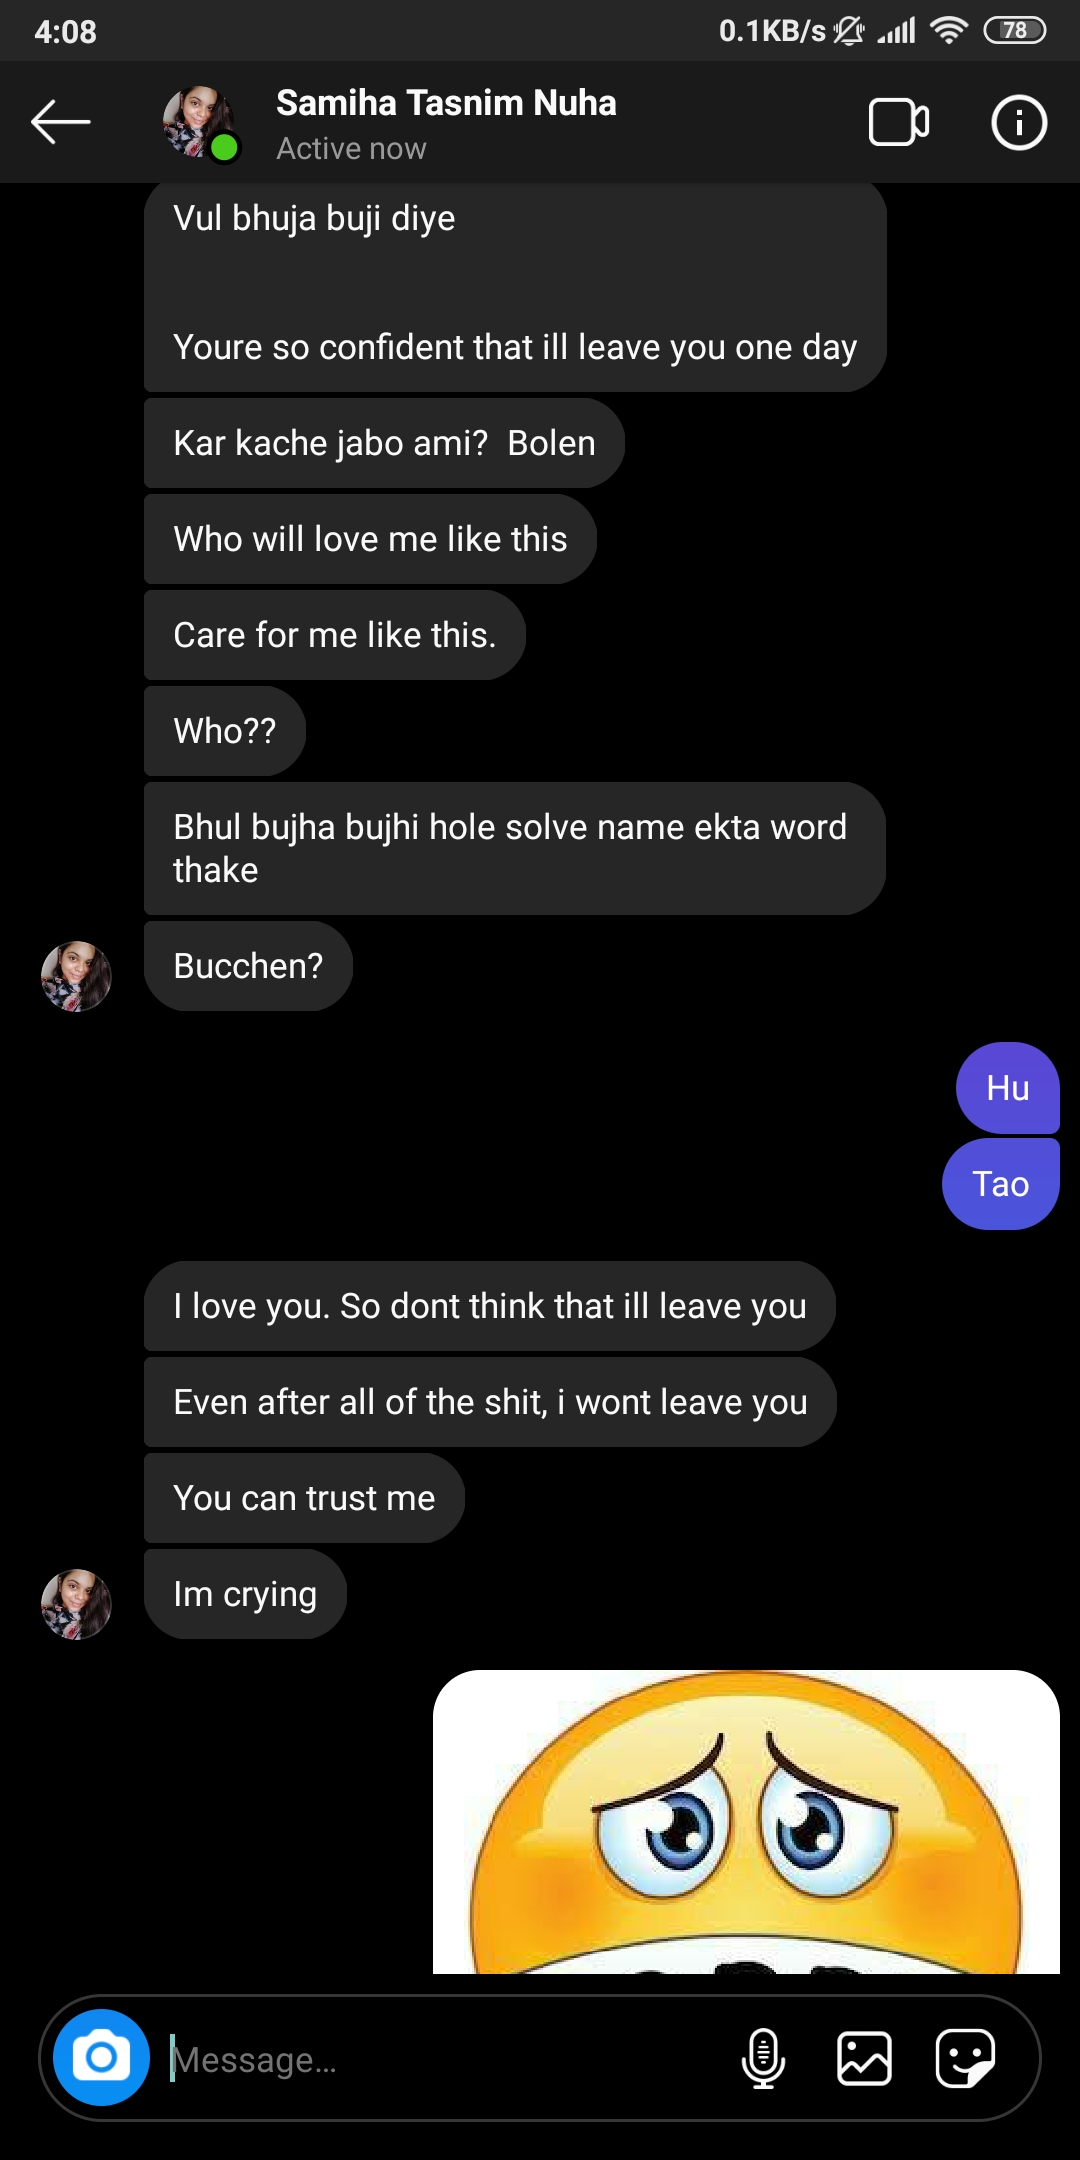 4:08
0.1KB/s
78
Samiha Tasnim Nuha
Active now
Vul bhuja buji diye
Youre so confident that ill leave you one day
Kar kache jabo ami?  Bolen
Who will love me like this
Care for me like this.
Who??
Bhul bujha bujhi hole solve name ekta word
thake
Bucchen?
Hu
Tao
I love you. So dont think that ill leave you
Even after all of the shit, i wont leave you
You can trust me
Im crying
Message...